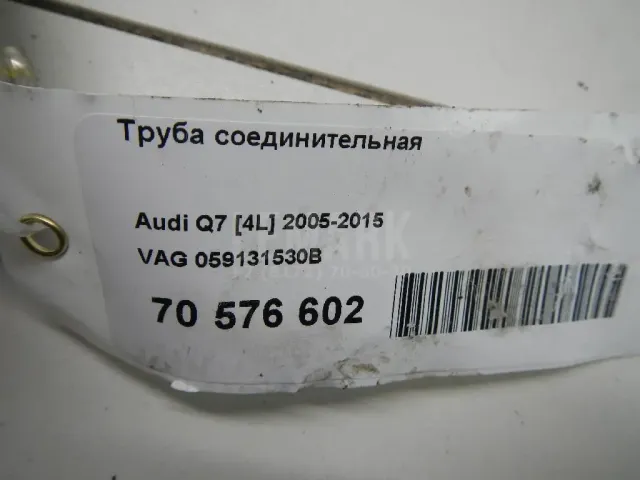 Труба соединительная
Audi Q7 [4L] 2005-2015
VAG 059131530B
70 576 602